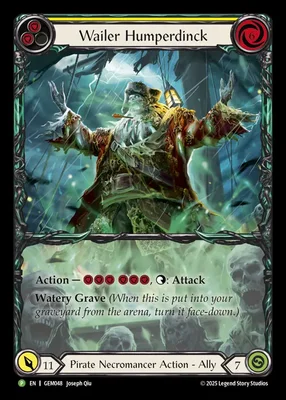 Wailer Humperdinck
Action — , : Attack
Watery Grave (When this is put into your
graveyard from the arena, turn it face-down.)
11
Pirate Necromancer Action - Ally
7
P EN | GEM048 Joseph Qiu
© 2025 Legend Story Studios